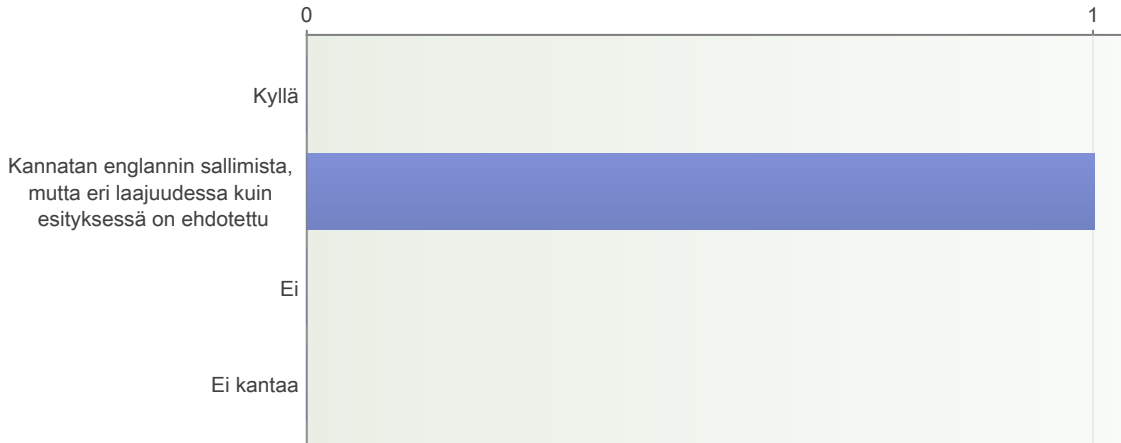 0 1
Kyllä
Kannatan englannin sallimista,
mutta eri laajuudessa kuin
esityksessä on ehdotettu
Ei
Ei kantaa